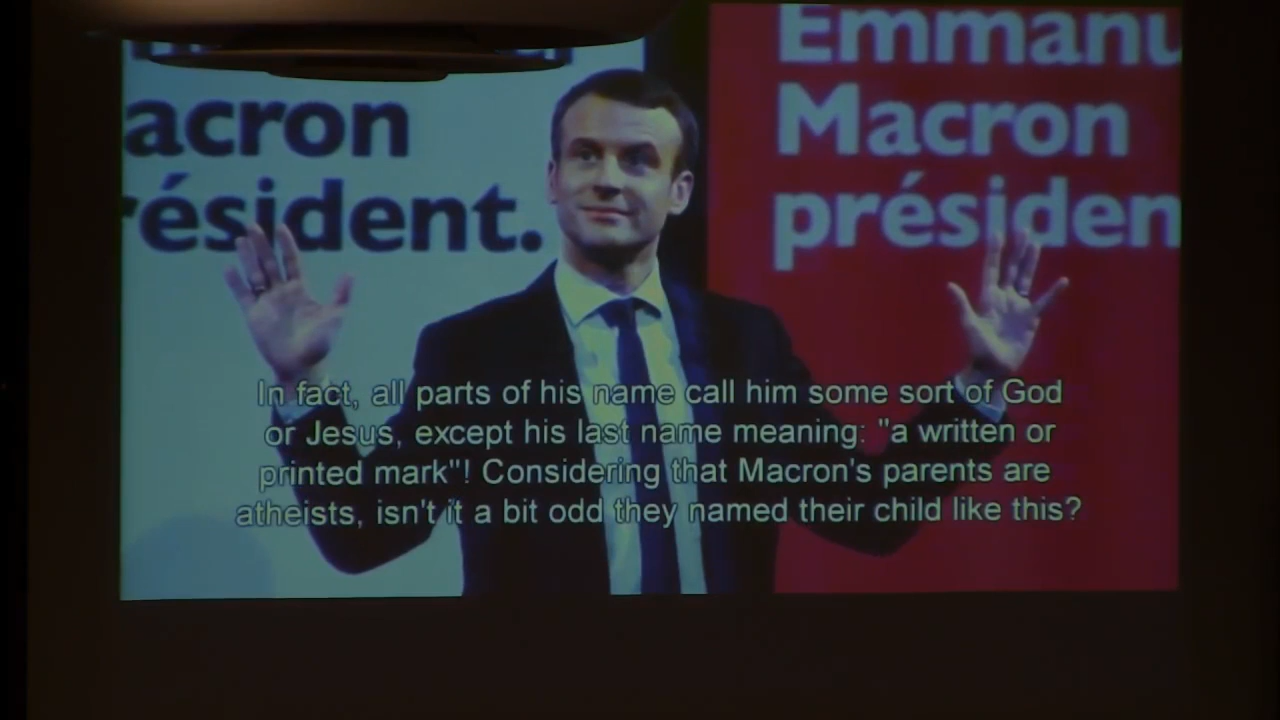 acron
résident.
Emmanu
Macron
présiden
In fact, all parts of his name call him some sort of God
or Jesus, except his last name meaning: "a written or
printed mark"! Considering that Macron's parents are
atheists, isn't it a bit odd they named their child like this?